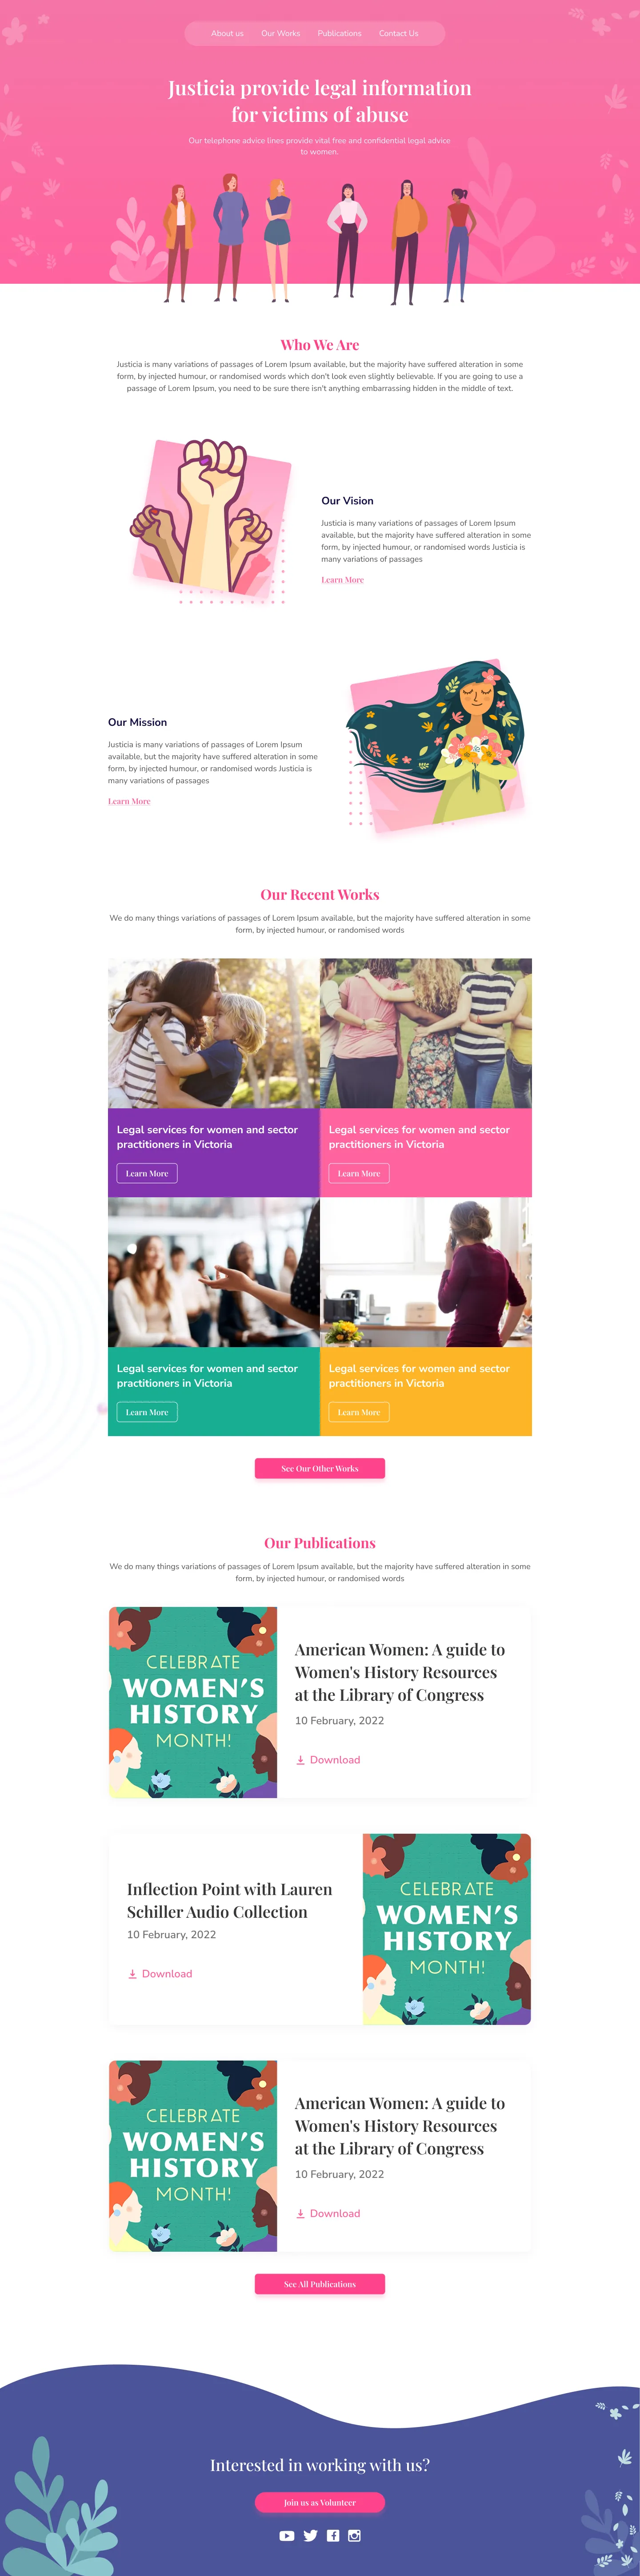 About us Our Works Publications Contact Us
Justicia provide legal information
for victims of abuse
Our telephone advice lines provide vital free and confidential legal advice
to women.
Who We Are
Justicia is many variations of passages of Lorem Ipsum available, but the majority have suffered alteration in some
form, by injected humour, or randomised words which don't look even slightly believable. If you are going to use a
passage of Lorem Ipsum, you need to be sure there isn't anything embarrassing hidden in the middle of text.
Our Vision
Justicia is many variations of passages of Lorem Ipsum
available, but the majority have suffered alteration in some
form, by injected humour, or randomised words Justicia is
many variations of passages
Learn More
Our Mission
Justicia is many variations of passages of Lorem Ipsum
available, but the majority have suffered alteration in some
form, by injected humour, or randomised words Justicia is
many variations of passages
Learn More
Our Recent Works
We do many things variations of passages of Lorem Ipsum available, but the majority have suffered alteration in some
form, by injected humour, or randomised words
Legal services for women and sector
practitioners in Victoria
Learn More
Legal services for women and sector
practitioners in Victoria
Learn More
Legal services for women and sector
practitioners in Victoria
Learn More
Legal services for women and sector
practitioners in Victoria
Learn More
See Our Other Works
Our Publications
We do many things variations of passages of Lorem Ipsum available, but the majority have suffered alteration in some
form, by injected humour, or randomised words
CELEBRATE
WOMEN'S
HISTORY
MONTH!
American Women: A guide to
Women's History Resources
at the Library of Congress
10 February, 2022
Download
Inflection Point with Lauren
Schiller Audio Collection
10 February, 2022
Download
CELEBRATE
WOMEN'S
HISTORY
MONTH!
CELEBRATE
WOMEN'S
HISTORY
MONTH!
American Women: A guide to
Women's History Resources
at the Library of Congress
10 February, 2022
Download
See All Publications
Interested in working with us?
Join us as Volunteer